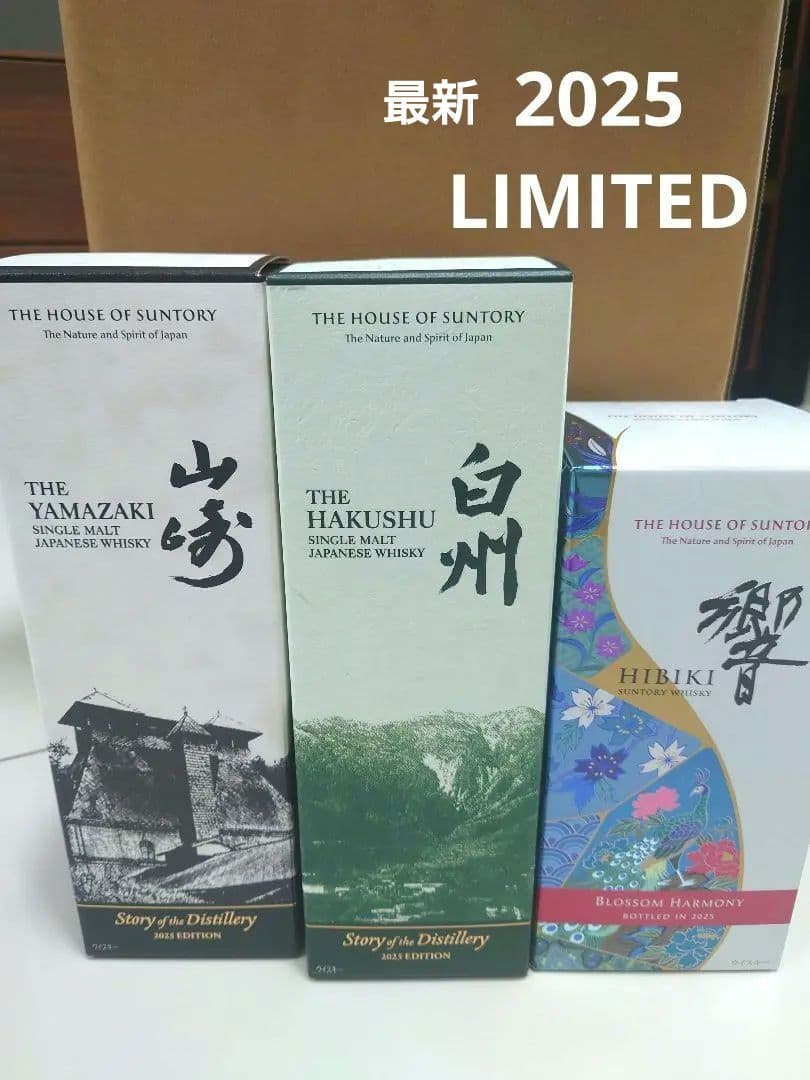 最新 2025
LIMITED
THE HOUSE OF SUNTORY
The Nature and Spirit of Japan
THE
YAMAZAKI
SINGLE MALT
JAPANESE WHISKY
山崎
Story of the Distillery
2025 EDITION
ウイスキー
THE HOUSE OF SUNTORY
The Nature and Spirit of Japan
THE
HAKUSHU
SINGLE MALT
JAPANESE WHISKY
白州
Story of the Distillery
2025 EDITION
ウイスキー
THE HOUSE OF SUNTORY
THE HOUSE OF SUNTOR
The Nature and Spirit of Japan
響
HIBIKI
SUNTORY WHISKY
BLOSSOM HARMONY
BOTTLED IN 2025
ウイスキー